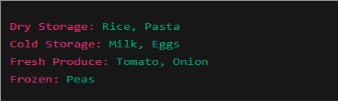 Dry Storage: Rice, Pasta
Cold Storage: Milk, Eggs
Fresh Produce: Tomato, Onion
Frozen: Peas